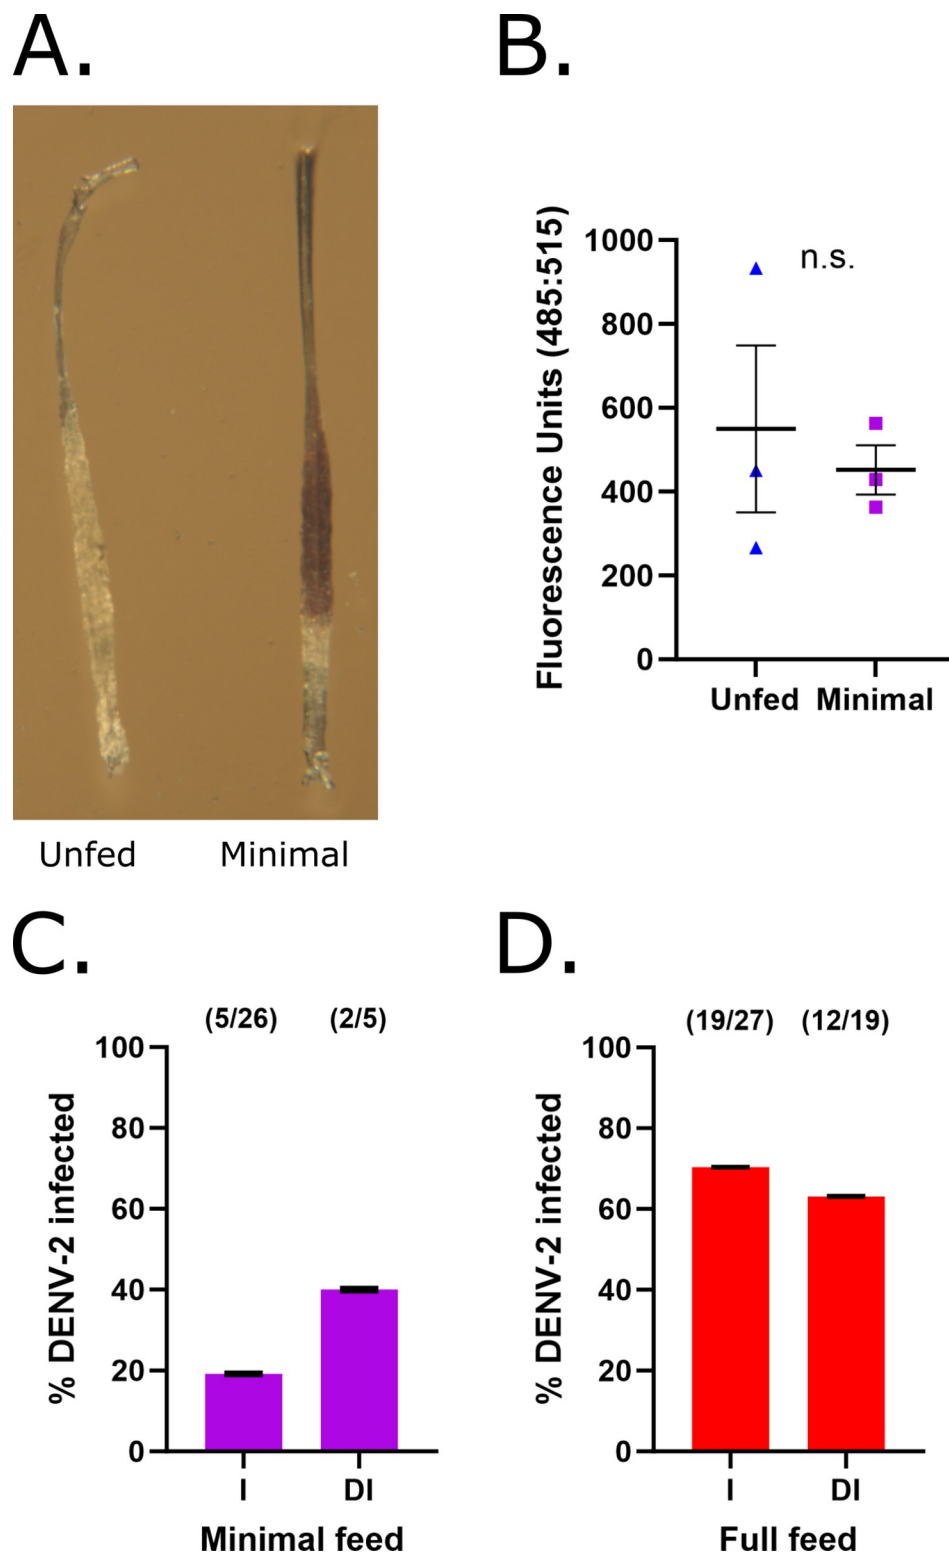 A.
B.
Unfed Minimal
Fluorescence Units (485:515)
1000
800
600
400
200
0
n.s.
Unfed Minimal
C.
D.
(5/26) (2/5)
% DENV-2 infected
100
80
60
40
20
0
I DI
Minimal feed
(19/27) (12/19)
% DENV-2 infected
100
80
60
40
20
0
I DI
Full feed